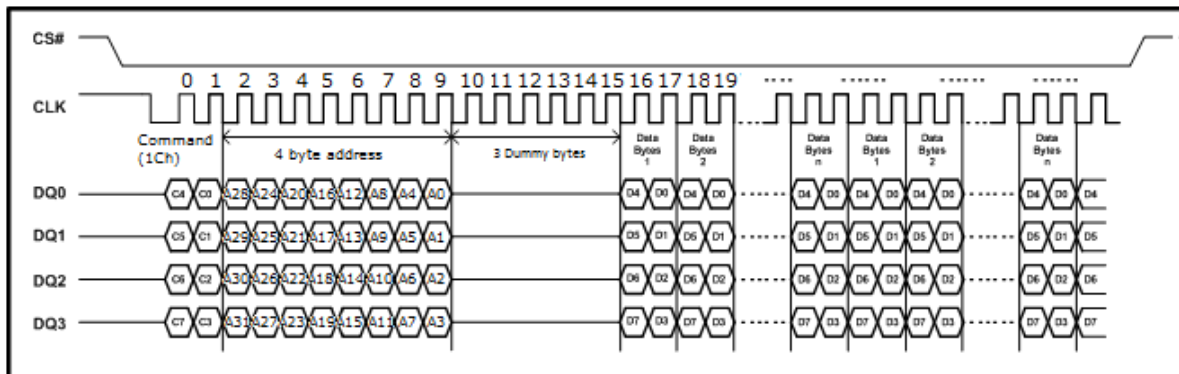 CS#
0 1 2 3 4 5 6 7 8 9 10 11 12 13 14 15 16 17 18 19 ..... ...... ...... ......
CLK
Command
(1Ch)
4 byte address
3 Dummy bytes
Data
Bytes
1
Data
Bytes
2
Data
Bytes
n
Data
Bytes
1
Data
Bytes
2
Data
Bytes
n
DQ0 C4 C0 A28 A24 A20 A16 A12 A8 A4 A0 D4 D0 D4 D0 D4 D0 D4 D0 D4 D0 D4 D0 D4
DQ1 C5 C1 A29 A25 A21 A17 A13 A9 A5 A1 D5 D1 D5 D1 D5 D1 D5 D1 D5 D1 D5 D1 D5
DQ2 C6 C2 A30 A26 A22 A18 A14 A10 A6 A2 D6 D2 D6 D2 D6 D2 D6 D2 D6 D2 D6 D2 D6
DQ3 C7 C3 A31 A27 A23 A19 A15 A11 A7 A3 D7 D3 D7 D3 D7 D3 D7 D3 D7 D3 D7 D3 D7